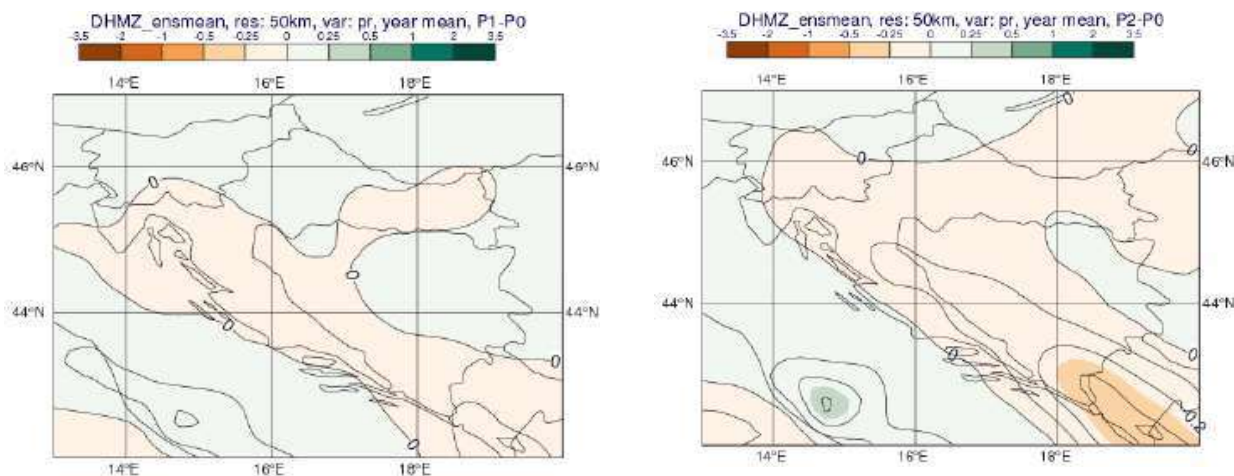 DHMZ_ensmean, res: 50km, var: pr, year mean, P1-P0
-3.5 -2 -1 -0.5 -0.25 0 0.25 0.5 1 2 3.5
14°E 16°E 18°E
46°N 46°N
44°N 44°N
0 0 0 0 0
14°E 16°E 18°E
DHMZ_ensmean, res: 50km, var: pr, year mean, P2-P0
-3.5 -2 -1 -0.5 -0.25 0 0.25 0.5 1 2 3.5
14°E 16°E 18°E
0
46°N 0 0 46°N
44°N 44°N
0 0
14°E 16°E 18°E